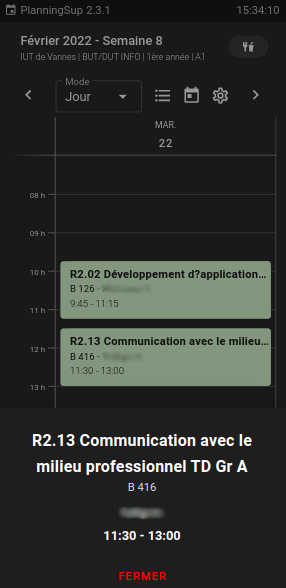 PlanningSup 2.3.1 15:34:10
Février 2022 - Semaine 8
IUT de Vannes | BUT/DUT INFO | 1ère année | A1
Mode
Jour
MAR.
22
08 h
09 h
10 h
R2.02 Développement d?application…
B 126 -
9:45 - 11:15
11 h
12 h
R2.13 Communication avec le milieu…
B 416 -
11:30 - 13:00
13 h
R2.13 Communication avec le
milieu professionnel TD Gr A
B 416
11:30 - 13:00
FERMER